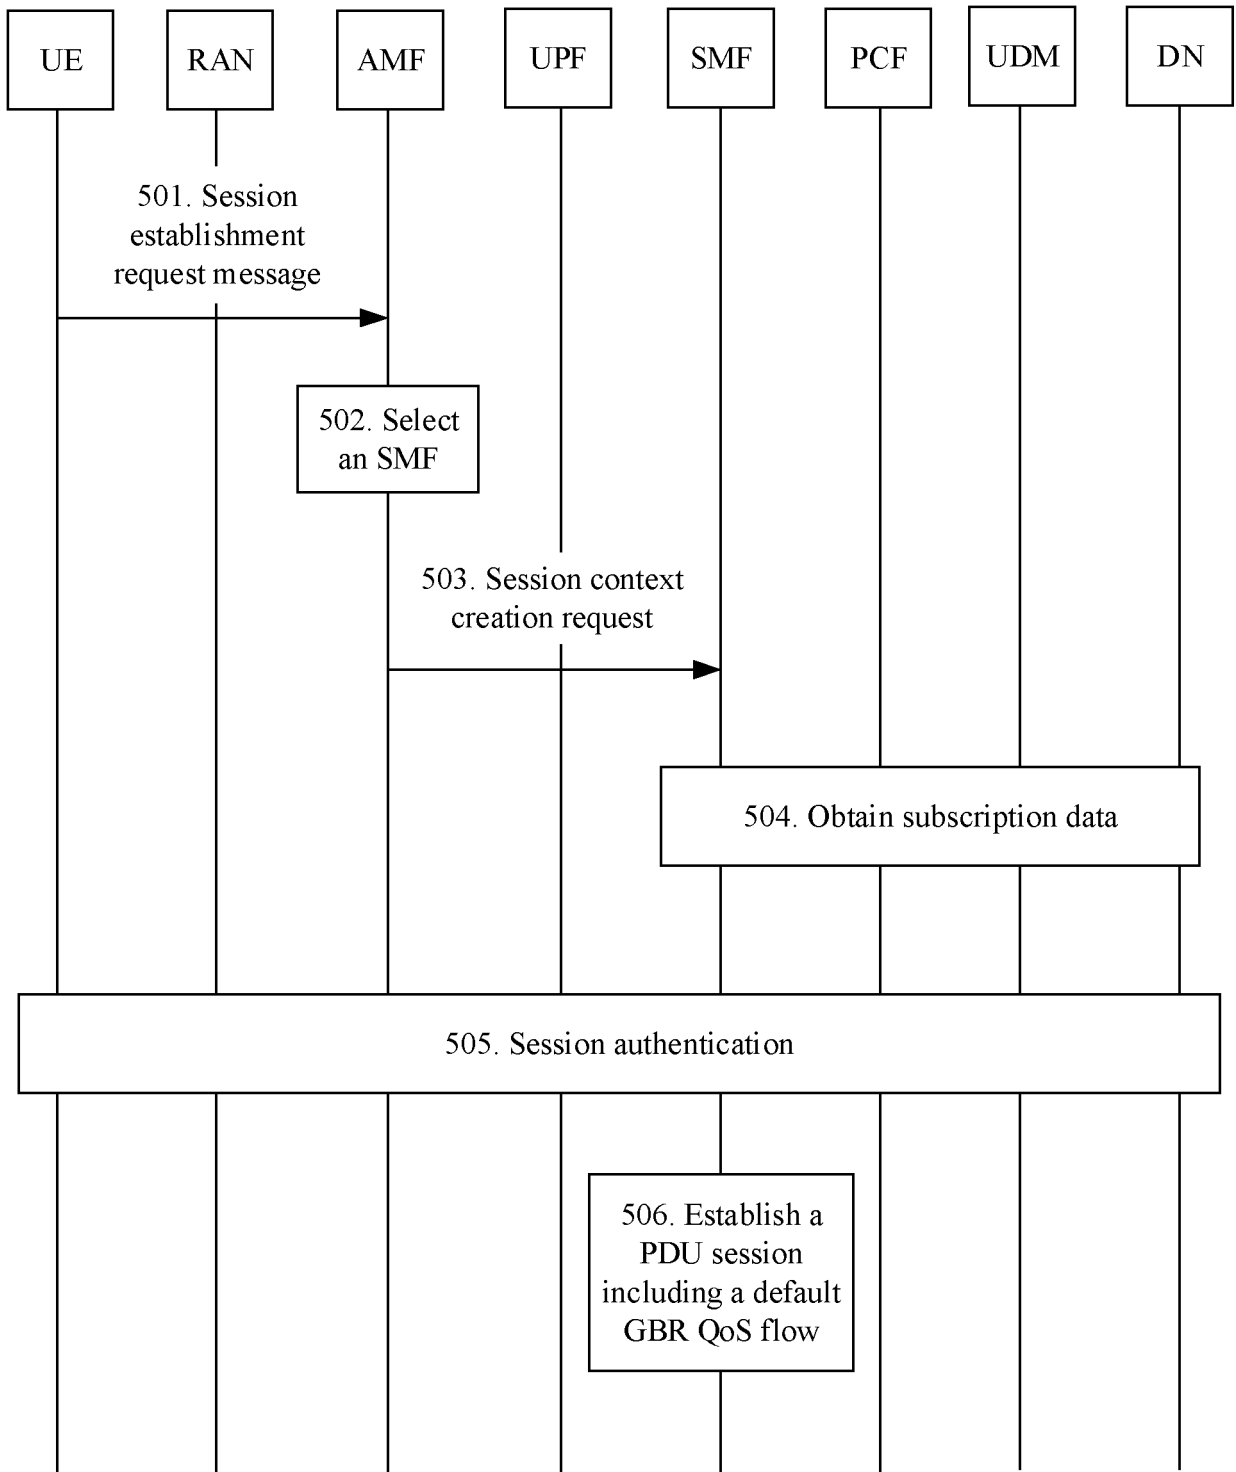 UE
RAN
AMF
UPF
SMF
PCF
UDM
DN
501. Session
establishment
request message
502. Select
an SMF
503. Session context
creation request
504. Obtain subscription data
505. Session authentication
506. Establish a
PDU session
including a default
GBR QoS flow